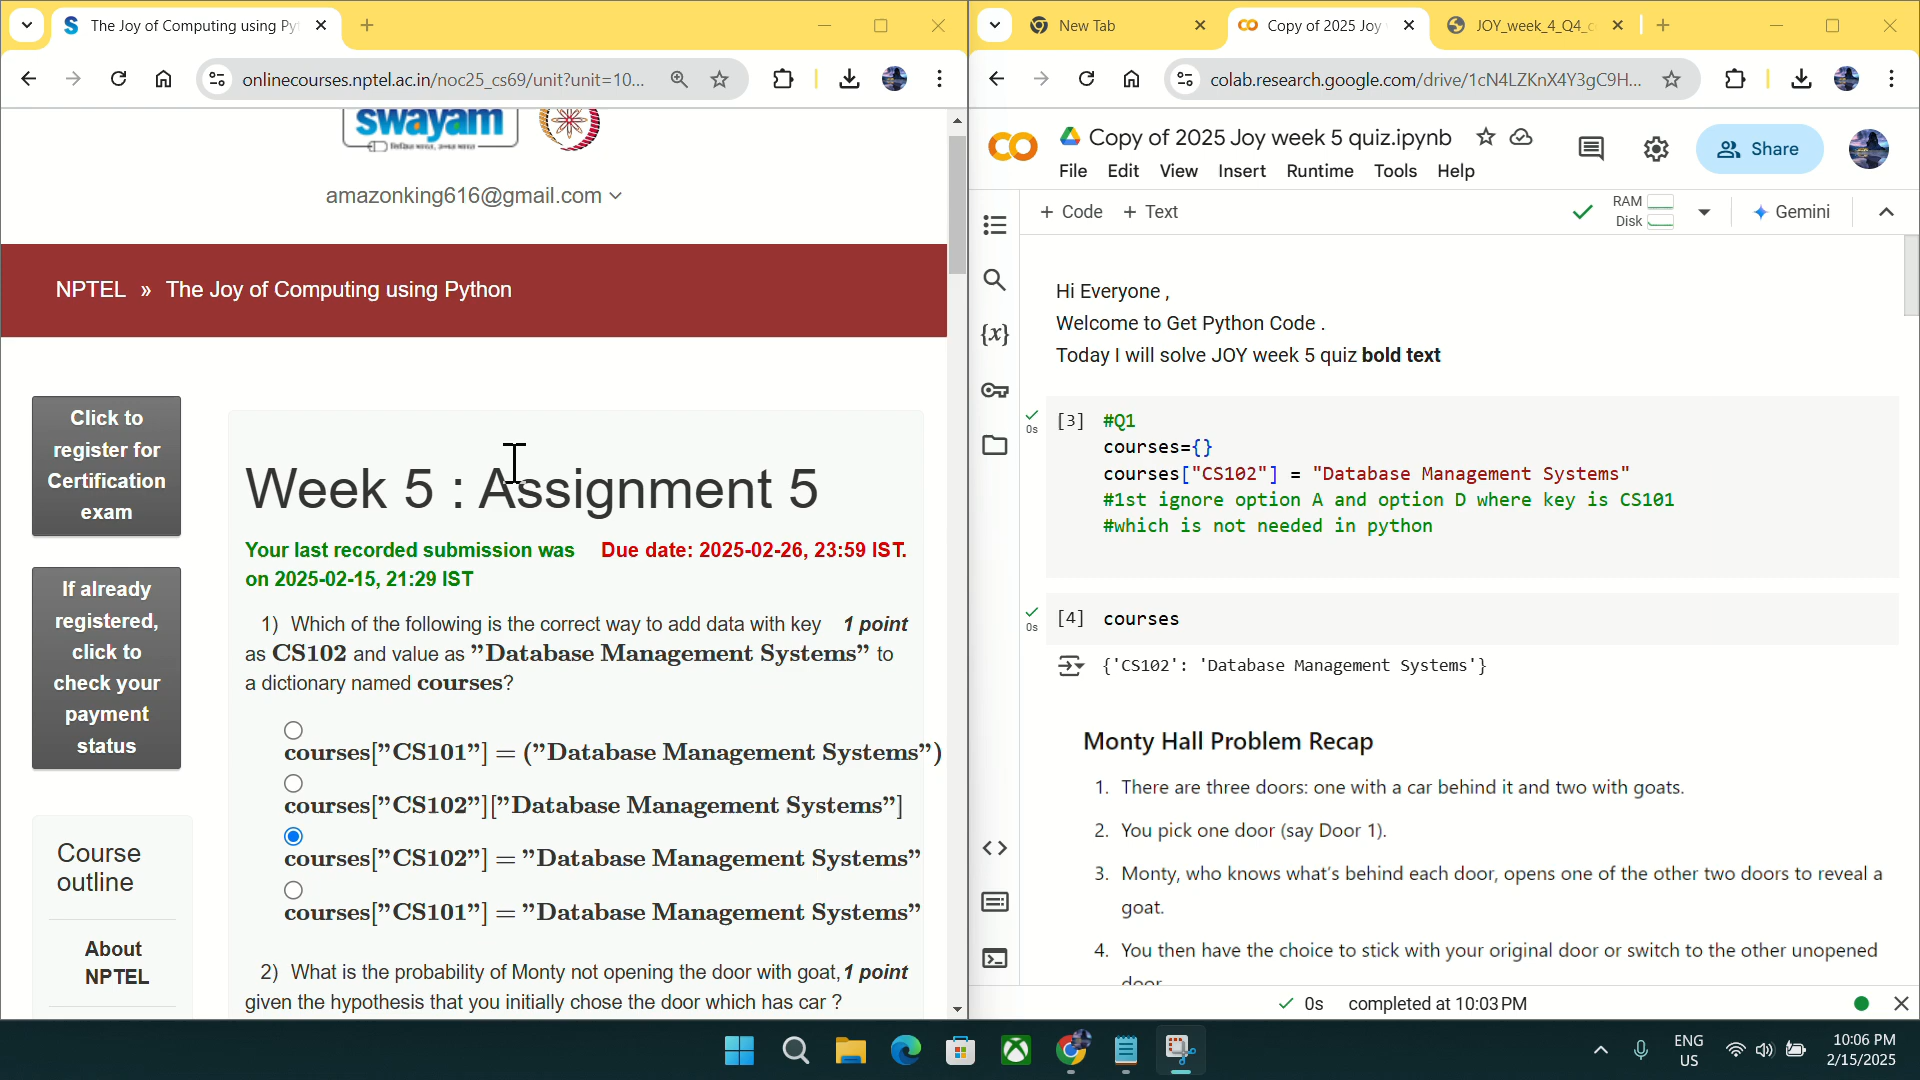 The Joy of Computing using Py
onlinecourses.nptel.ac.in/noc25_cs69/unit?unit=10...
swayam
amazonking616@gmail.com
NPTEL » The Joy of Computing using Python
Click to
register for
Certification
exam
If already
registered,
click to
check your
payment
status
Course
outline
About
NPTEL
Week 5 : Assignment 5
Your last recorded submission was
on 2025-02-15, 21:29 IST
Due date: 2025-02-26, 23:59 IST.
1) Which of the following is the correct way to add data with key 1 point
as CS102 and value as ”Database Management Systems” to
a dictionary named courses?
courses[”CS101”] = (”Database Management Systems”)
courses[”CS102”][”Database Management Systems”]
courses[”CS102”] = ”Database Management Systems”
courses[”CS101”] = ”Database Management Systems”
2) What is the probability of Monty not opening the door with goat, 1 point
given the hypothesis that you initially chose the door which has car ?
New Tab
Copy of 2025 Joy
JOY_week_4_Q4_c
colab.research.google.com/drive/1cN4LZKnX4Y3gC9H...
Copy of 2025 Joy week 5 quiz.ipynb
Share
File Edit View Insert Runtime Tools Help
+ Code + Text
RAM
Disk
Gemini
{x}
Hi Everyone ,
Welcome to Get Python Code .
Today I will solve JOY week 5 quiz bold text
0s
[3] #Q1
courses={}
courses["CS102"] = "Database Management Systems"
#1st ignore option A and option D where key is CS101
#which is not needed in python
0s
[4] courses
{'CS102': 'Database Management Systems'}
Monty Hall Problem Recap
1. There are three doors: one with a car behind it and two with goats.
2. You pick one door (say Door 1).
3. Monty, who knows what's behind each door, opens one of the other two doors to reveal a
goat.
4. You then have the choice to stick with your original door or switch to the other unopened
door.
0s completed at 10:03 PM
ENG
US
10:06 PM
2/15/2025